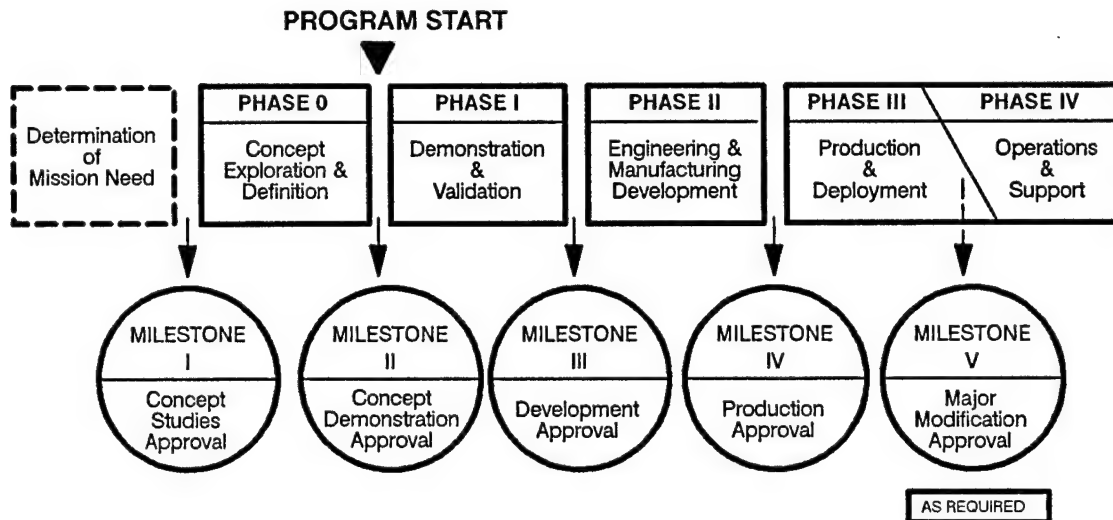 PROGRAM START
Determination
of
Mission Need
PHASE 0
Concept
Exploration &
Definition
PHASE I
Demonstration
&
Validation
PHASE II
Engineering &
Manufacturing
Development
PHASE III
Production
&
Deployment
PHASE IV
Operations
&
Support
MILESTONE
I
Concept
Studies
Approval
MILESTONE
II
Concept
Demonstration
Approval
MILESTONE
III
Development
Approval
MILESTONE
IV
Production
Approval
MILESTONE
V
Major
Modification
Approval
AS REQUIRED